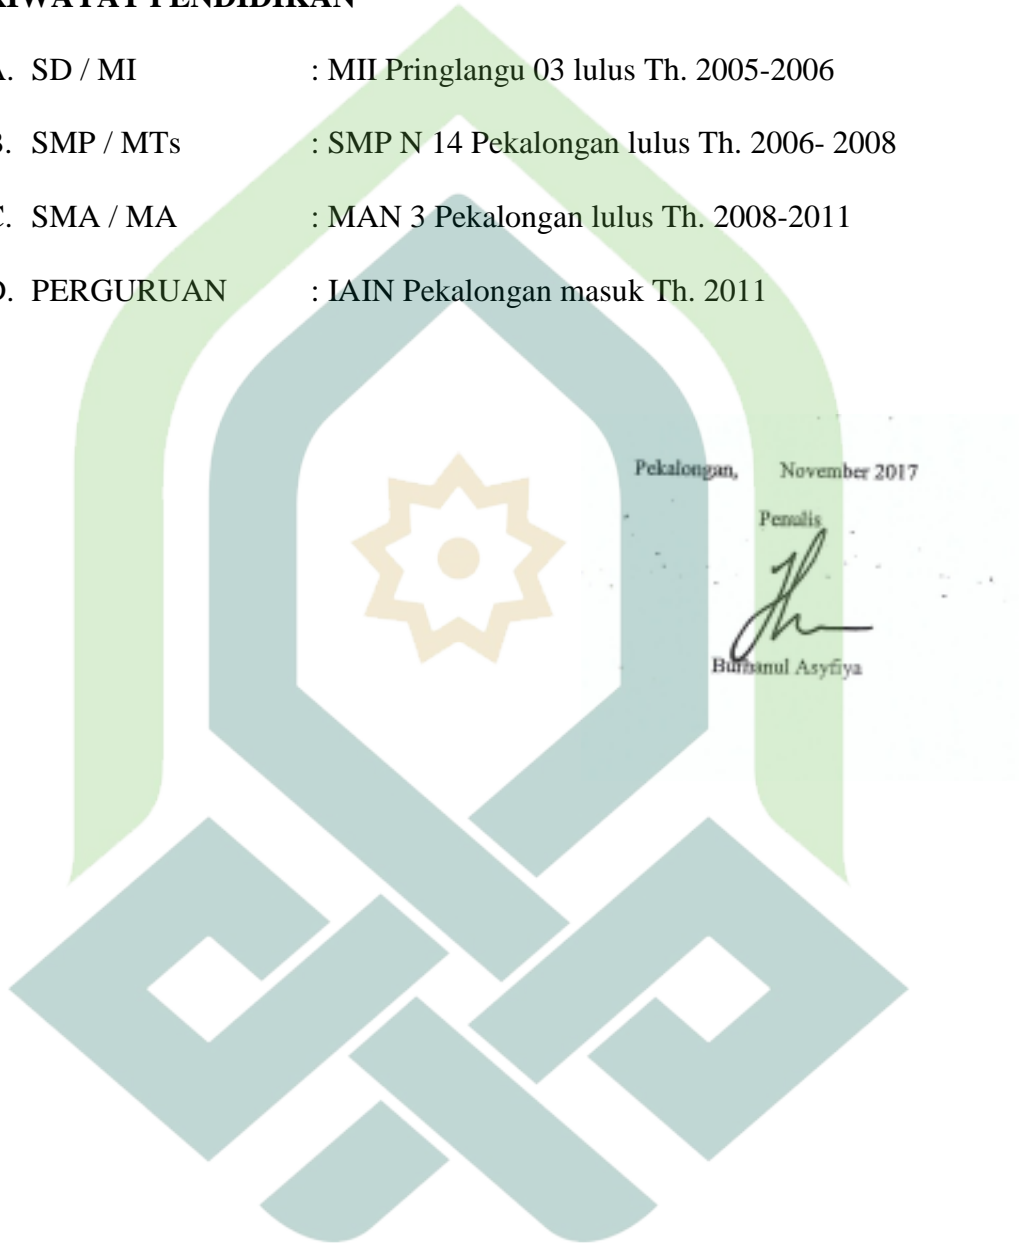 RIWAYAT PENDIDIKAN
A. SD / MI : MII Pringlangu 03 lulus Th. 2005-2006
B. SMP / MTs : SMP N 14 Pekalongan lulus Th. 2006- 2008
C. SMA / MA : MAN 3 Pekalongan lulus Th. 2008-2011
D. PERGURUAN : IAIN Pekalongan masuk Th. 2011
Pekalongan, November 2017
Penulis
Burhanul Asyfiya